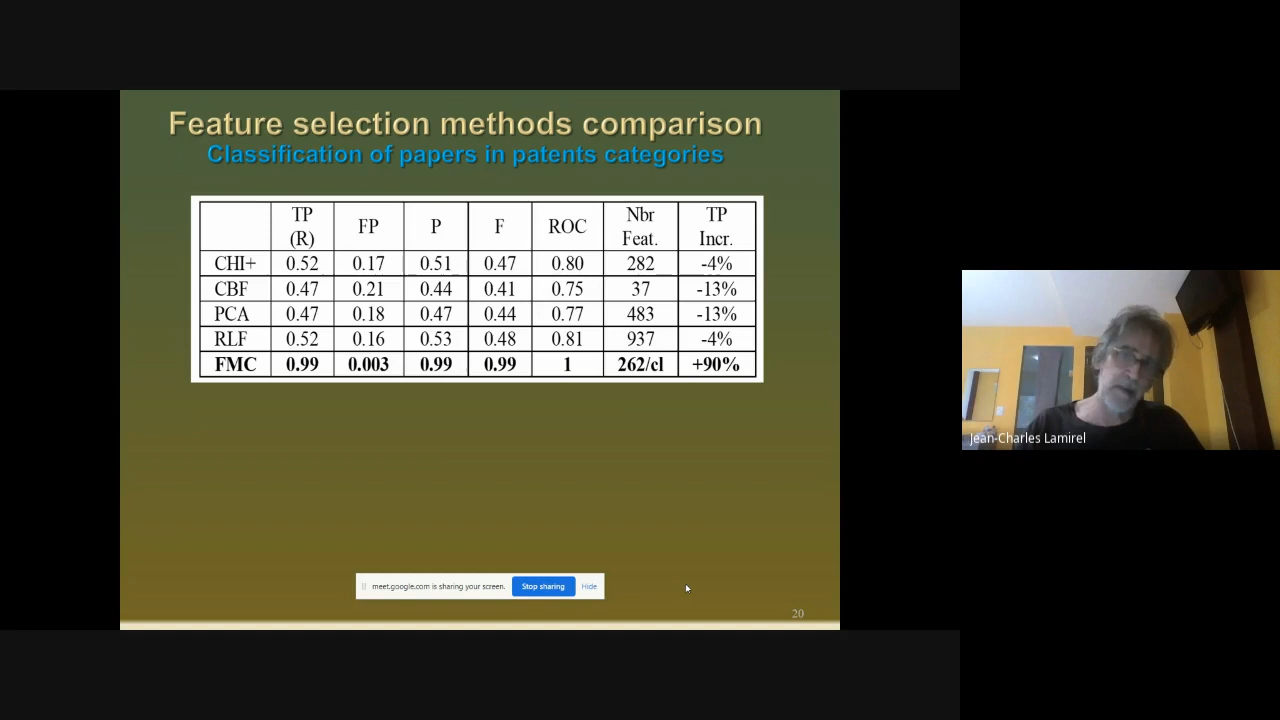 Feature selection methods comparison
Classification of papers in patents categories
TP (R) FP P F ROC Nbr Feat. TP Incr.
CHI+ 0.52 0.17 0.51 0.47 0.80 282 -4%
CBF 0.47 0.21 0.44 0.41 0.75 37 -13%
PCA 0.47 0.18 0.47 0.44 0.77 483 -13%
RLF 0.52 0.16 0.53 0.48 0.81 937 -4%
FMC 0.99 0.003 0.99 0.99 1 262/cl +90%
Jean-Charles Lamirel
meet.google.com is sharing your screen. Stop sharing Hide
20